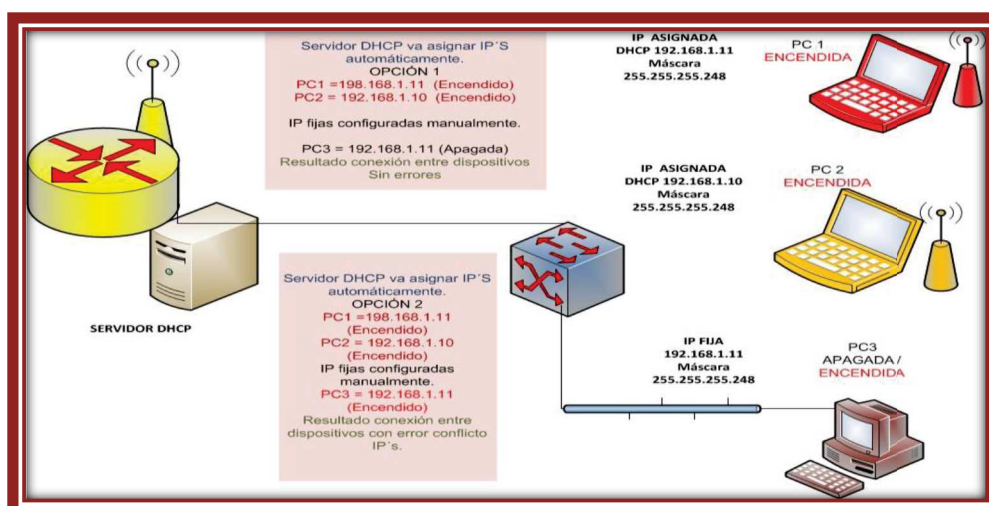 Servidor DHCP va asignar IP´S
automáticamente.
OPCIÓN 1
PC1 =198.168.1.11 (Encendido)
PC2 = 192.168.1.10 (Encendido)
IP fijas configuradas manualmente.
PC3 = 192.168.1.11 (Apagada)
Resultado conexión entre dispositivos
Sin errores
IP ASIGNADA
DHCP 192.168.1.11
Máscara
255.255.255.248
PC 1
ENCENDIDA
IP ASIGNADA
DHCP 192.168.1.10
Máscara
255.255.255.248
PC 2
ENCENDIDA
SERVIDOR DHCP
Servidor DHCP va asignar IP´S
automáticamente.
OPCIÓN 2
PC1 =198.168.1.11
(Encendido)
PC2 = 192.168.1.10
(Encendido)
IP fijas configuradas
manualmente.
PC3 = 192.168.1.11
(Encendido)
Resultado conexión entre
dispositivos con error conflicto
IP´s.
IP FIJA
192.168.1.11
Máscara
255.255.255.248
PC3
APAGADA /
ENCENDIDA